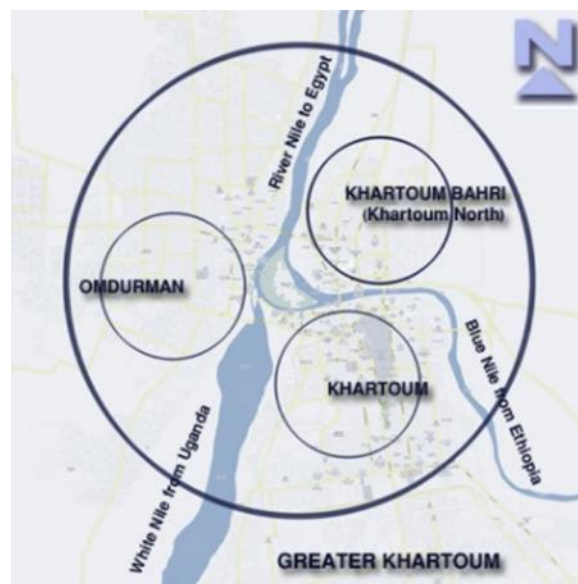 N
River Nile to Egypt
KHARTOUM BAHRI
(Khartoum North)
OMDURMAN
KHARTOUM
Blue Nile from Ethiopia
White Nile from Uganda
GREATER KHARTOUM